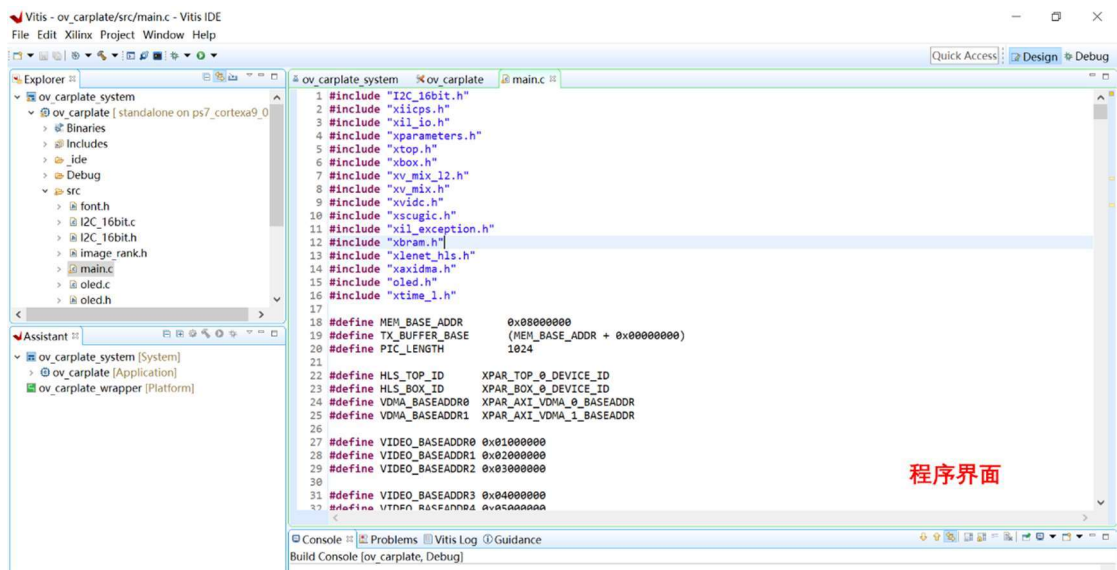 Vitis - ov_carplate/src/main.c - Vitis IDE
File Edit Xilinx Project Window Help
Quick Access Design Debug
Explorer
ov_carplate_system ov_carplate main.c
ov_carplate_system
ov_carplate [ standalone on ps7_cortexa9_0
Binaries
Includes
_ide
Debug
src
font.h
I2C_16bit.c
I2C_16bit.h
image_rank.h
main.c
oled.c
oled.h
Assistant
ov_carplate_system [System]
ov_carplate [Application]
ov_carplate_wrapper [Platform]
1 #include "I2C_16bit.h"
2 #include "xiicps.h"
3 #include "xil_io.h"
4 #include "xparameters.h"
5 #include "xtop.h"
6 #include "xbox.h"
7 #include "xv_mix_l2.h"
8 #include "xv_mix.h"
9 #include "xvidc.h"
10 #include "xscugic.h"
11 #include "xil_exception.h"
12 #include "xbram.h"
13 #include "xlenet_hls.h"
14 #include "xaxidma.h"
15 #include "oled.h"
16 #include "xtime_l.h"
17
18 #define MEM_BASE_ADDR 0x08000000
19 #define TX_BUFFER_BASE (MEM_BASE_ADDR + 0x00000000)
20 #define PIC_LENGTH 1024
21
22 #define HLS_TOP_ID XPAR_TOP_0_DEVICE_ID
23 #define HLS_BOX_ID XPAR_BOX_0_DEVICE_ID
24 #define VDMA_BASEADDR0 XPAR_AXI_VDMA_0_BASEADDR
25 #define VDMA_BASEADDR1 XPAR_AXI_VDMA_1_BASEADDR
26
27 #define VIDEO_BASEADDR0 0x01000000
28 #define VIDEO_BASEADDR1 0x02000000
29 #define VIDEO_BASEADDR2 0x03000000
30
31 #define VIDEO_BASEADDR3 0x04000000
32 #define VIDEO_BASEADDR4 0x05000000
程序界面
Console Problems Vitis Log Guidance
Build Console [ov_carplate, Debug]